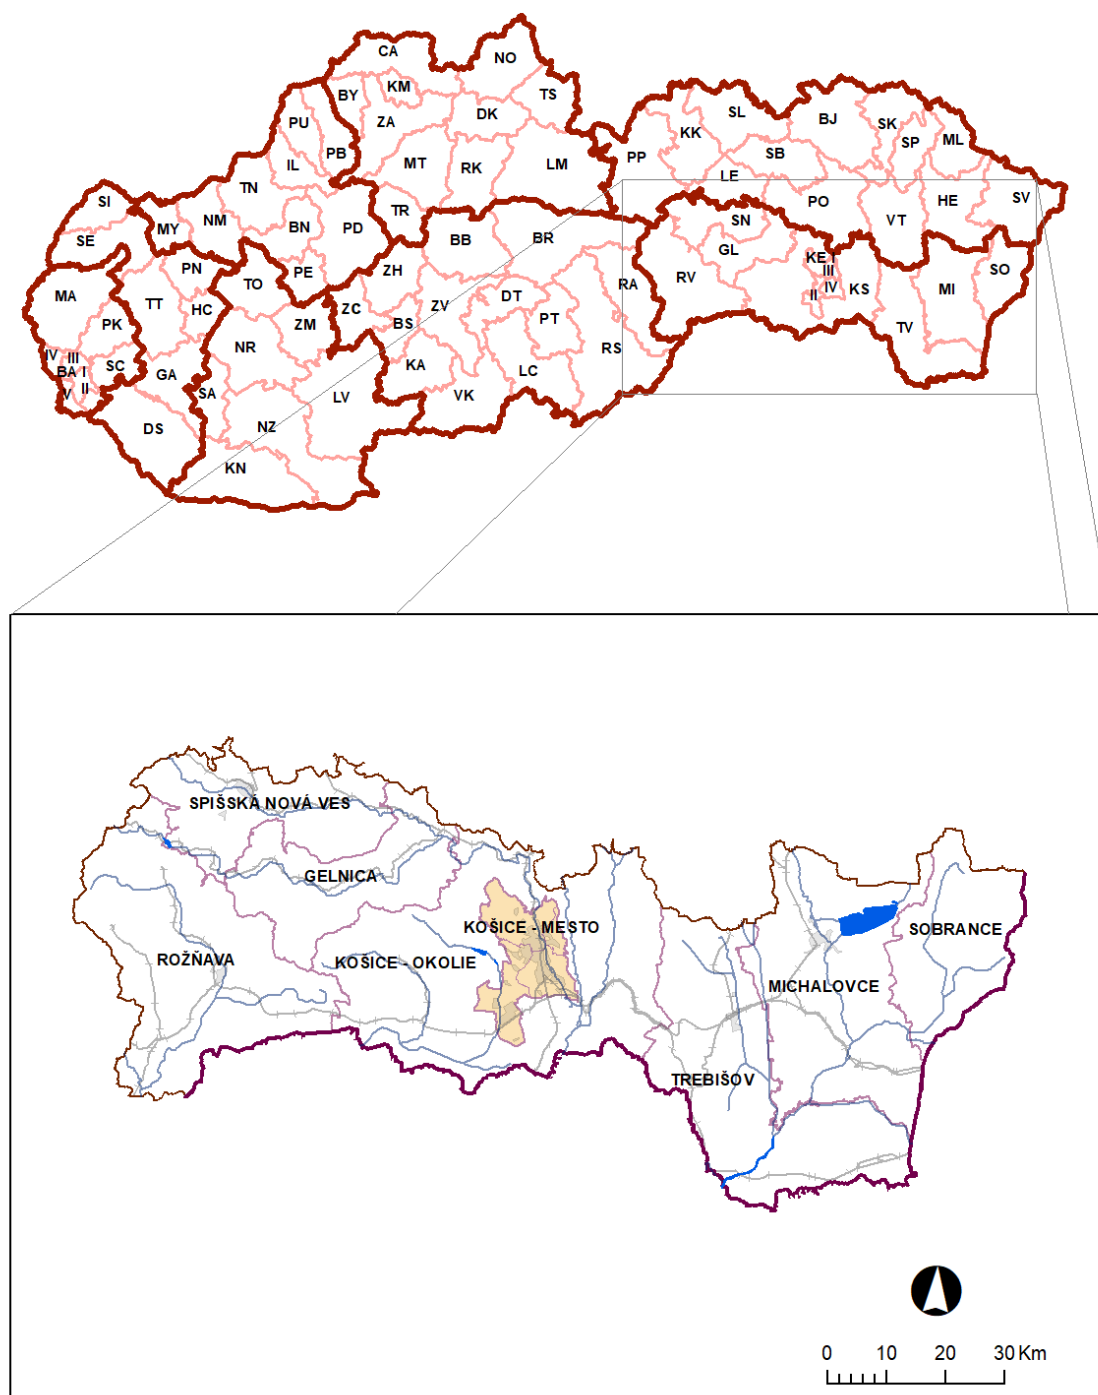 CA
NO
BY
KM
TS
PU
ZA
DK
SL
BJ
SK
KK
SP
ML
PB
IL
MT
RK
LM
PP
SB
LE
TN
SI
MY
NM
TR
BN
PD
SN
PO
VT
HE
SV
SE
BB
BR
GL
PN
PE
ZH
KE I
RV
III
SO
MA
TT
TO
RA
IV
KS
MI
II
HC
ZC
ZV
DT
PK
ZM
BS
PT
TV
IV
III
NR
RS
BA
I
SC
GA
KA
LC
V
II
SA
LV
VK
DS
NZ
KN
SPIŠSKÁ NOVÁ VES
GELNICA
KOŠICE - MESTO
SOBRANCE
ROŽŇAVA
KOŠICE - OKOLIE
MICHALOVCE
TREBIŠOV
0 10 20 30 Km